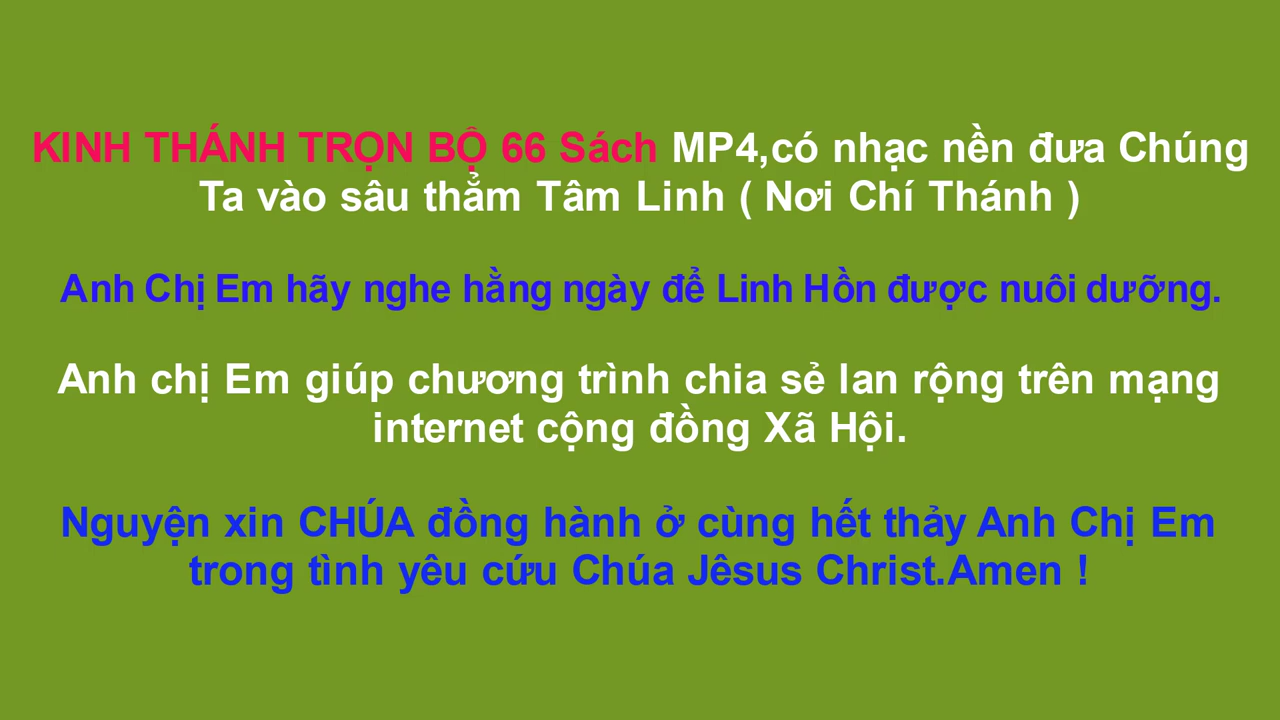 KINH THÁNH TRỌN BỘ 66 Sách MP4,có nhạc nền đưa Chúng
Ta vào sâu thẳm Tâm Linh ( Nơi Chí Thánh )
Anh Chị Em hãy nghe hằng ngày để Linh Hồn được nuôi dưỡng.
Anh chị Em giúp chương trình chia sẻ lan rộng trên mạng
internet cộng đồng Xã Hội.
Nguyện xin CHÚA đồng hành ở cùng hết thảy Anh Chị Em
trong tình yêu cứu Chúa Jêsus Christ.Amen !